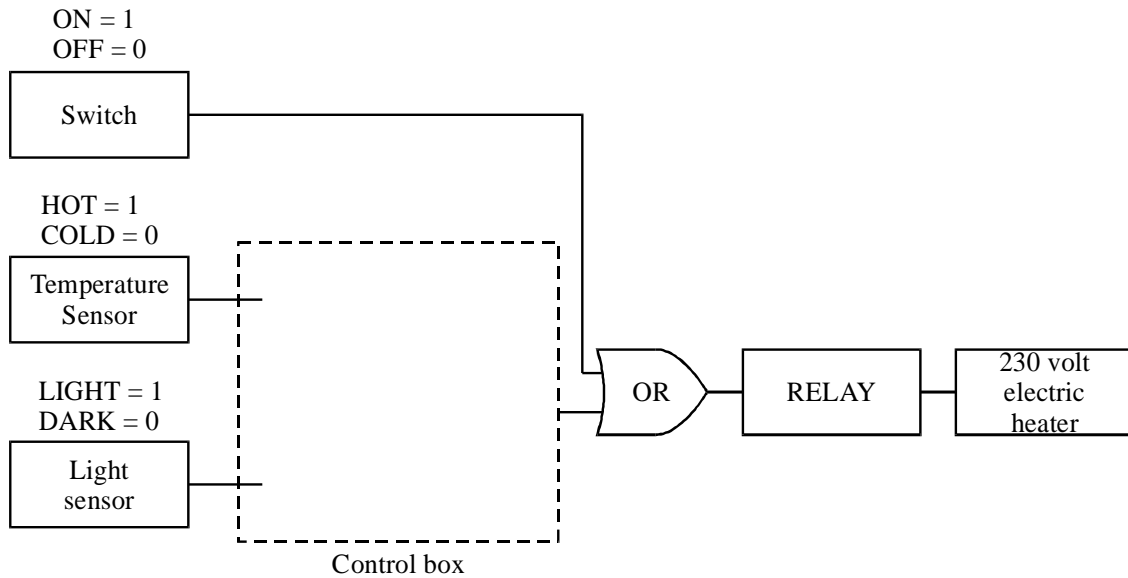 ON = 1
OFF = 0
Switch
HOT = 1
COLD = 0
Temperature
Sensor
LIGHT = 1
DARK = 0
Light
sensor
Control box
OR
RELAY
230 volt
electric
heater